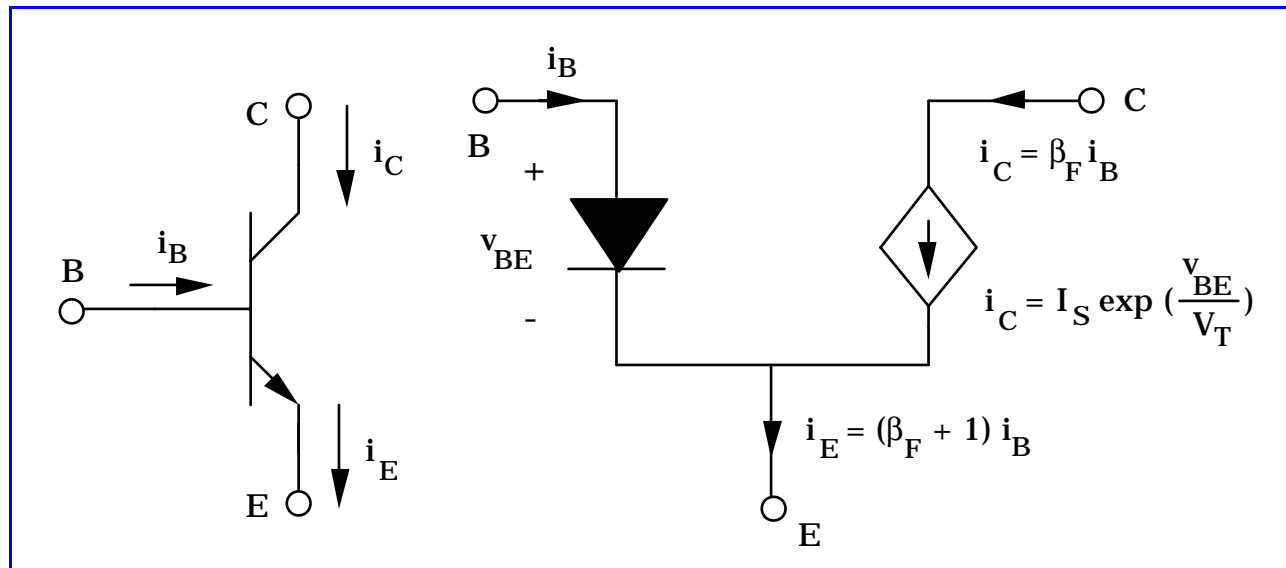 C
i_C
i_B
B
i_E
E
i_B
B
+
v_BE
-
C
i_C = β_F i_B
i_C = I_S exp (v_BE / V_T)
i_E = (β_F + 1) i_B
E